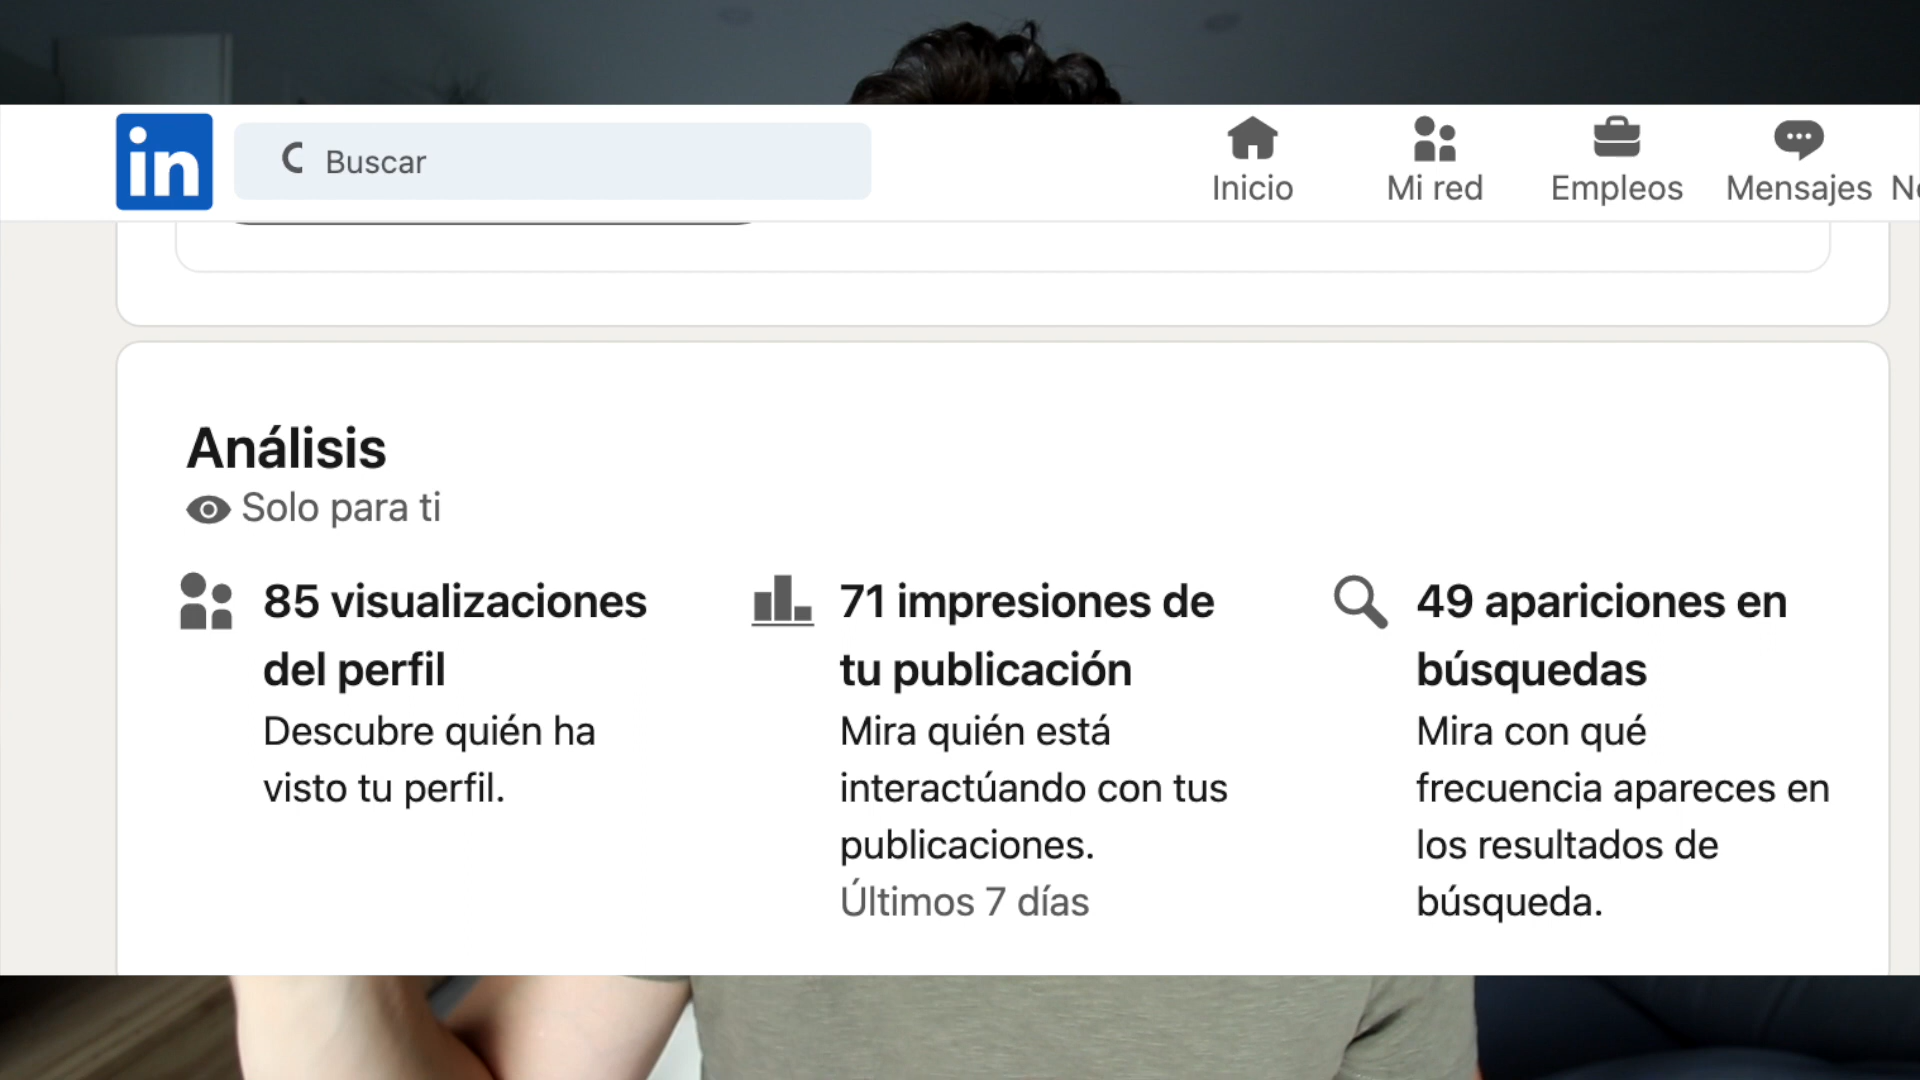 in
Buscar
Inicio
Mi red
Empleos
Mensajes
Análisis
Solo para ti
85 visualizaciones
del perfil
Descubre quién ha
visto tu perfil.
71 impresiones de
tu publicación
Mira quién está
interactúando con tus
publicaciones.
Últimos 7 días
49 apariciones en
búsquedas
Mira con qué
frecuencia apareces en
los resultados de
búsqueda.